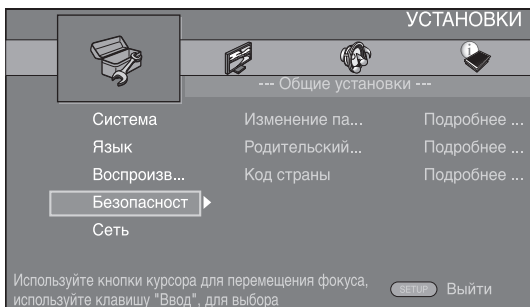 УСТАНОВКИ
--- Общие установки ---
Система Изменение па... Подробнее ...
Язык Родительский... Подробнее ...
Воспроизв... Код страны Подробнее ...
Безопасност
Сеть
Используйте кнопки курсора для перемещения фокуса,
используйте клавишу "Ввод", для выбора
SETUP Выйти